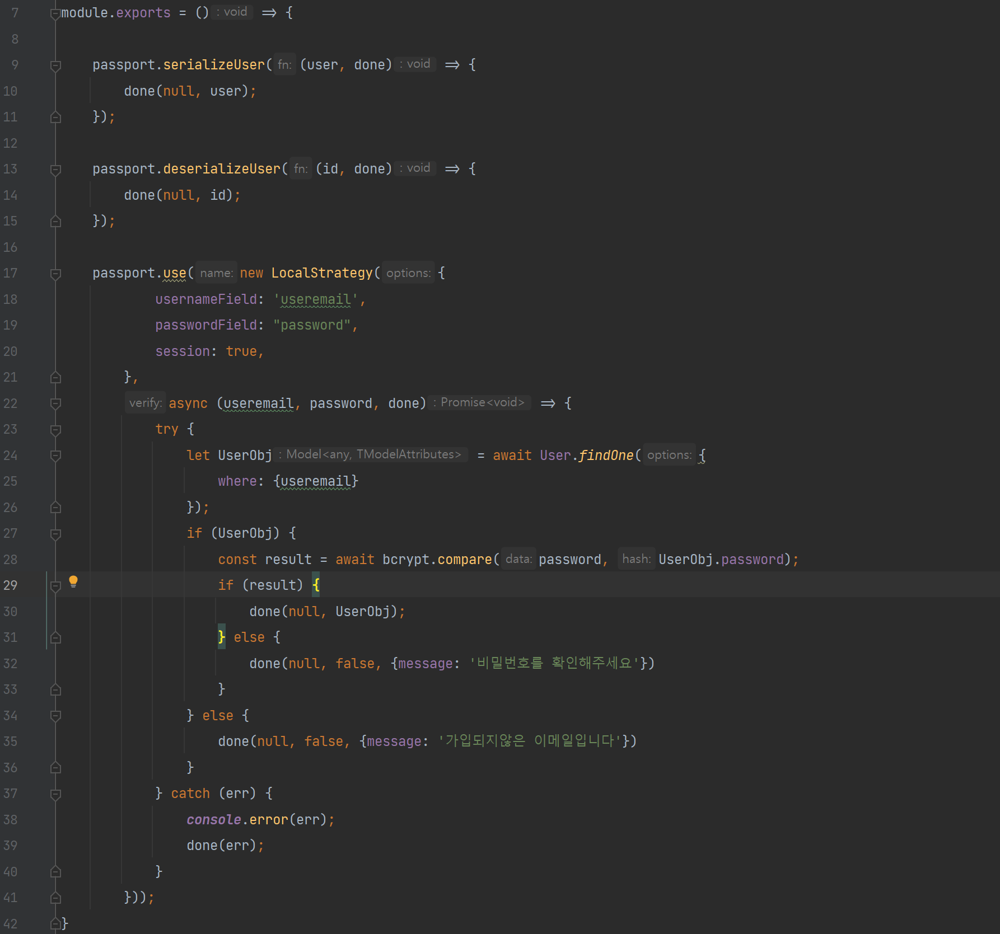 7 module.exports = () : void => {
8
9 passport.serializeUser( fn: (user, done) : void => {
10 done(null, user);
11 });
12
13 passport.deserializeUser( fn: (id, done) : void => {
14 done(null, id);
15 });
16
17 passport.use( name: new LocalStrategy( options: {
18 usernameField: 'useremail',
19 passwordField: "password",
20 session: true,
21 },
22 verify: async (useremail, password, done) : Promise<void> => {
23 try {
24 let UserObj : Model<any, TModelAttributes> = await User.findOne( options: {
25 where: {useremail}
26 });
27 if (UserObj) {
28 const result = await bcrypt.compare( data: password, hash: UserObj.password);
29 if (result) {
30 done(null, UserObj);
31 } else {
32 done(null, false, {message: '비밀번호를 확인해주세요'})
33 }
34 } else {
35 done(null, false, {message: '가입되지않은 이메일입니다'})
36 }
37 } catch (err) {
38 console.error(err);
39 done(err);
40 }
41 }));
42 }